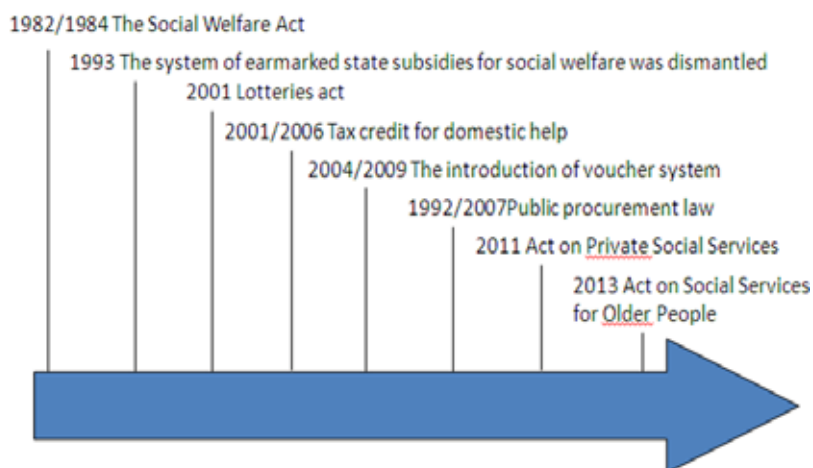 1982/1984 The Social Welfare Act
1993 The system of earmarked state subsidies for social welfare was dismantled
2001 Lotteries act
2001/2006 Tax credit for domestic help
2004/2009 The introduction of voucher system
1992/2007Public procurement law
2011 Act on Private Social Services
2013 Act on Social Services
for Older People